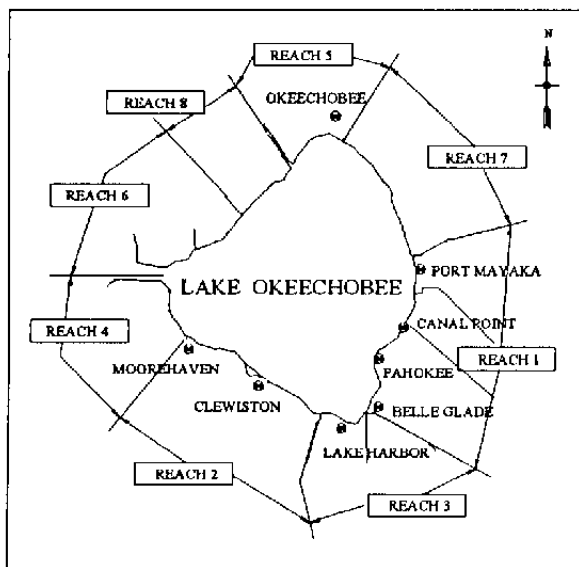 N
REACH 5
OKEECHOBEE
REACH 8
REACH 7
REACH 6
PORT MAYAKA
LAKE OKEECHOBEE
CANAL POINT
REACH 4
MOOREHAVEN
PAHOKEE
REACH 1
CLEWISTON
BELLE GLADE
LAKE HARBOR
REACH 2
REACH 3